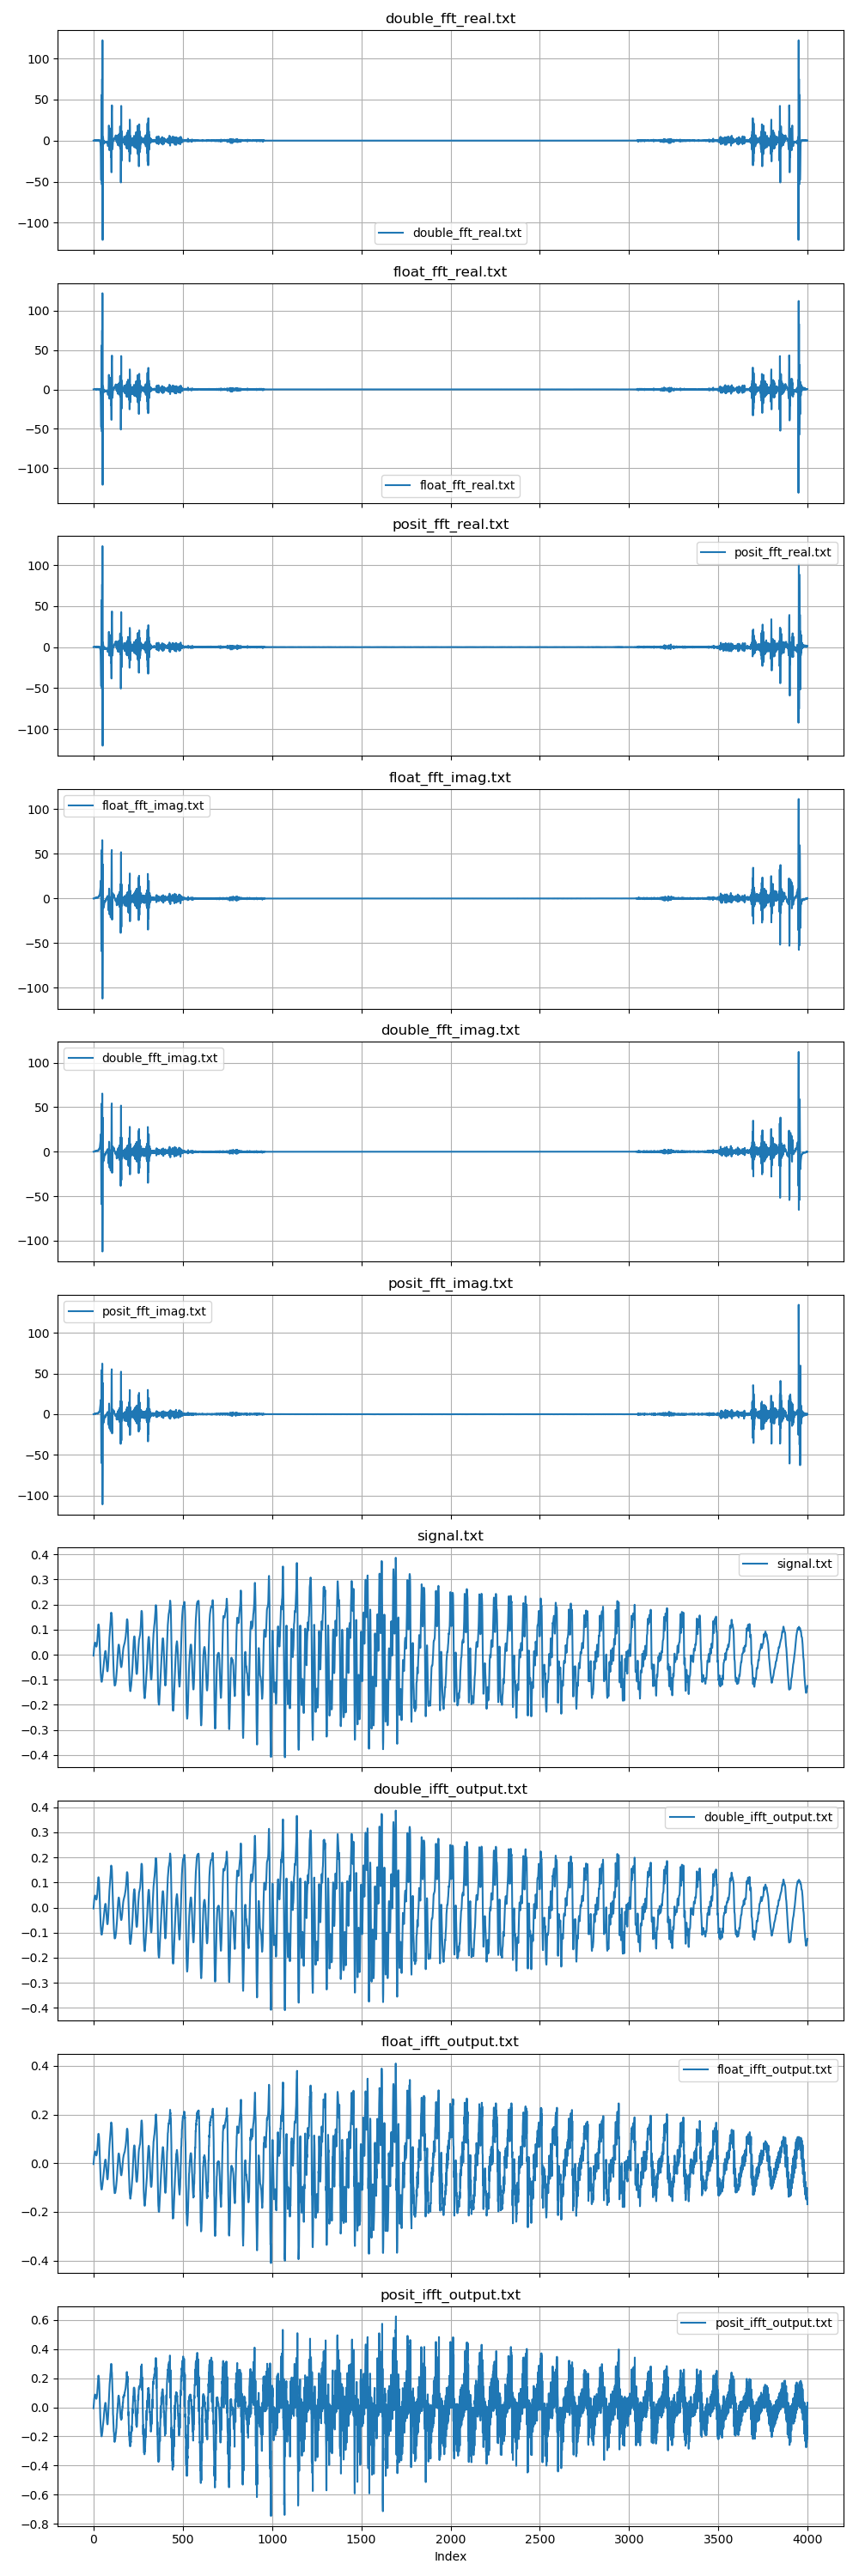 double_fft_real.txt
100
50
0
−50
−100
double_fft_real.txt
float_fft_real.txt
100
50
0
−50
−100
float_fft_real.txt
posit_fft_real.txt
100
50
0
−50
−100
posit_fft_real.txt
float_fft_imag.txt
100
50
0
−50
−100
float_fft_imag.txt
double_fft_imag.txt
100
50
0
−50
−100
double_fft_imag.txt
posit_fft_imag.txt
100
50
0
−50
−100
posit_fft_imag.txt
signal.txt
0.4
0.3
0.2
0.1
0.0
−0.1
−0.2
−0.3
−0.4
signal.txt
double_ifft_output.txt
0.4
0.3
0.2
0.1
0.0
−0.1
−0.2
−0.3
−0.4
double_ifft_output.txt
float_ifft_output.txt
0.4
0.2
0.0
−0.2
−0.4
float_ifft_output.txt
posit_ifft_output.txt
0.6
0.4
0.2
0.0
−0.2
−0.4
−0.6
−0.8
posit_ifft_output.txt
0 500 1000 1500 2000 2500 3000 3500 4000
Index